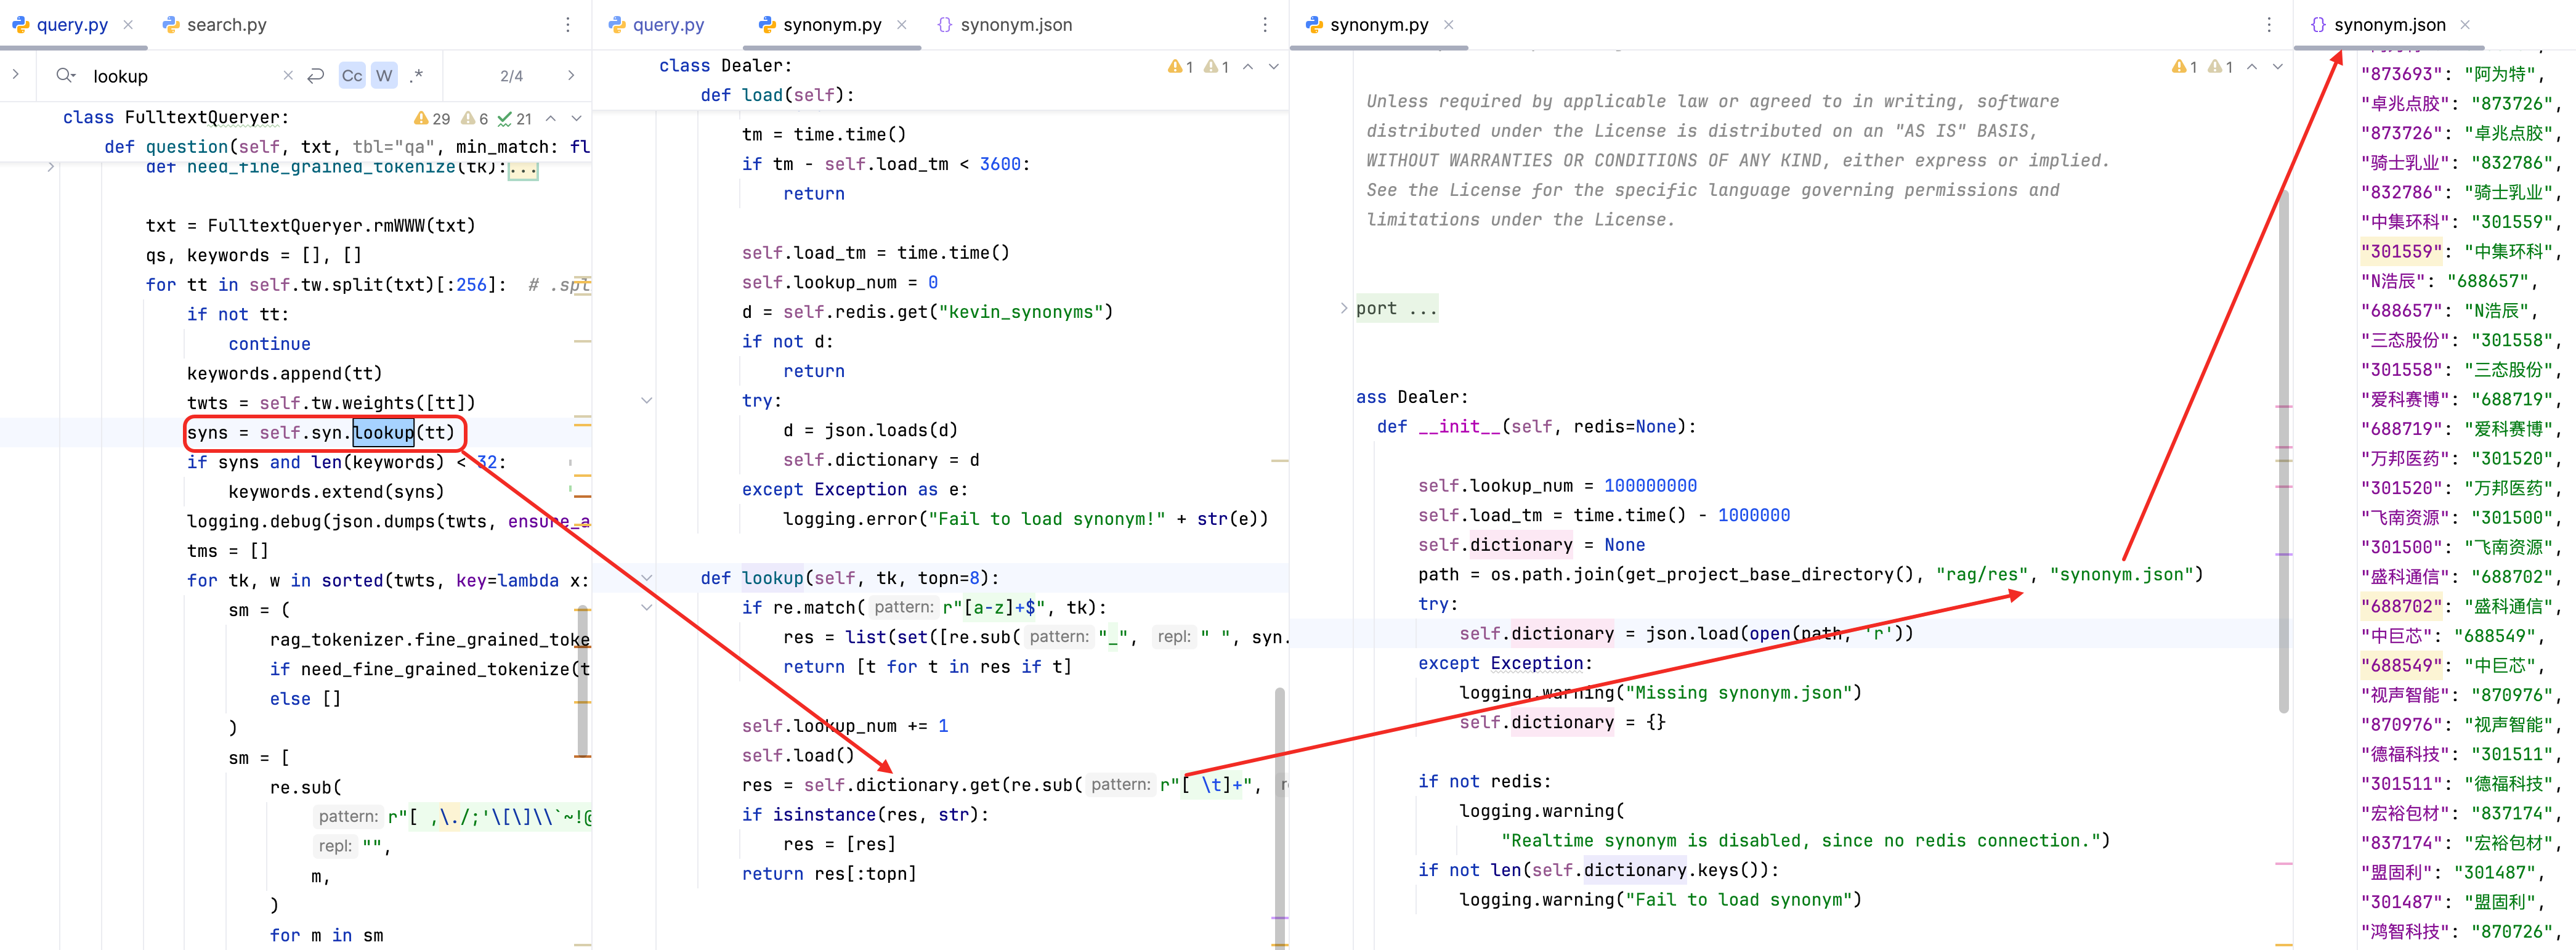 query.py
search.py
lookup
Cc
W
.*
2/4
class FulltextQueryer:
29
6
21
def question(self, txt, tbl="qa", min_match: fl
def need_fine_grained_tokenize(tk):...
txt = FulltextQueryer.rmWWW(txt)
qs, keywords = [], []
for tt in self.tw.split(txt)[:256]:  # .spl
if not tt:
continue
keywords.append(tt)
twts = self.tw.weights([tt])
syns = self.syn.lookup(tt)
if syns and len(keywords) < 32:
keywords.extend(syns)
logging.debug(json.dumps(twts, ensure_a
tms = []
for tk, w in sorted(twts, key=lambda x:
sm = (
rag_tokenizer.fine_grained_toke
if need_fine_grained_tokenize(t
else []
)
sm = [
re.sub(
pattern: r"[ ,\./;'\[\]\\`~!@
repl: "",
m,
)
for m in sm
query.py
synonym.py
synonym.json
class Dealer:
1
1
def load(self):
tm = time.time()
if tm - self.load_tm < 3600:
return
self.load_tm = time.time()
self.lookup_num = 0
d = self.redis.get("kevin_synonyms")
if not d:
return
try:
d = json.loads(d)
self.dictionary = d
except Exception as e:
logging.error("Fail to load synonym!" + str(e))
def lookup(self, tk, topn=8):
if re.match( pattern: r"[a-z]+$", tk):
res = list(set([re.sub( pattern: "_", repl: " ", syn.
return [t for t in res if t]
self.lookup_num += 1
self.load()
res = self.dictionary.get(re.sub( pattern: r"[ \t]+",
if isinstance(res, str):
res = [res]
return res[:topn]
synonym.py
1
1
Unless required by applicable law or agreed to in writing, software
distributed under the License is distributed on an "AS IS" BASIS,
WITHOUT WARRANTIES OR CONDITIONS OF ANY KIND, either express or implied.
See the License for the specific language governing permissions and
limitations under the License.
port ...
ass Dealer:
def __init__(self, redis=None):
self.lookup_num = 100000000
self.load_tm = time.time() - 1000000
self.dictionary = None
path = os.path.join(get_project_base_directory(), "rag/res", "synonym.json")
try:
self.dictionary = json.load(open(path, 'r'))
except Exception:
logging.warning("Missing synonym.json")
self.dictionary = {}
if not redis:
logging.warning(
"Realtime synonym is disabled, since no redis connection.")
if not len(self.dictionary.keys()):
logging.warning("Fail to load synonym")
synonym.json
"873693": "阿为特",
"卓兆点胶": "873726",
"873726": "卓兆点胶",
"骑士乳业": "832786",
"832786": "骑士乳业",
"中集环科": "301559",
"301559": "中集环科",
"N浩辰": "688657",
"688657": "N浩辰",
"三态股份": "301558",
"301558": "三态股份",
"爱科赛博": "688719",
"688719": "爱科赛博",
"万邦医药": "301520",
"301520": "万邦医药",
"飞南资源": "301500",
"301500": "飞南资源",
"盛科通信": "688702",
"688702": "盛科通信",
"中巨芯": "688549",
"688549": "中巨芯",
"视声智能": "870976",
"870976": "视声智能",
"德福科技": "301511",
"301511": "德福科技",
"宏裕包材": "837174",
"837174": "宏裕包材",
"盟固利": "301487",
"301487": "盟固利",
"鸿智科技": "870726",